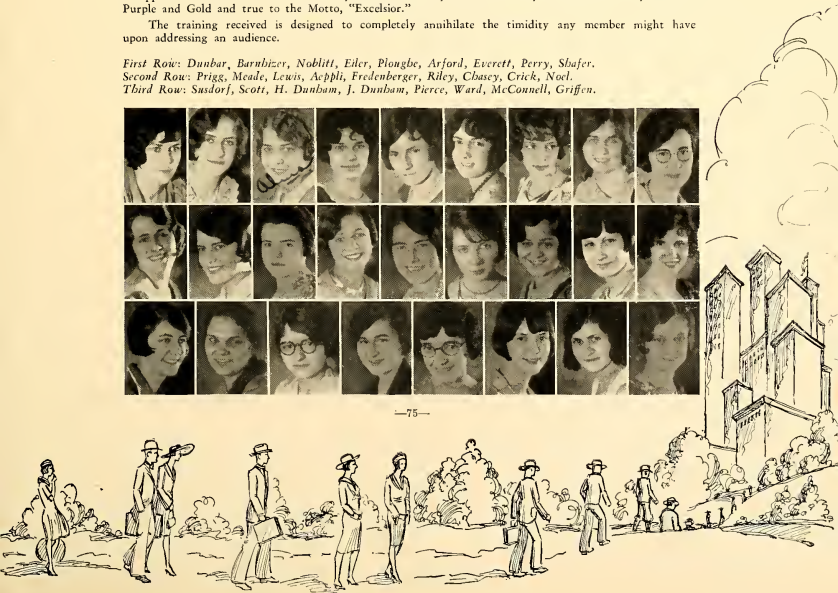 Purple and Gold and true to the Motto, "Excelsior."
The training received is designed to completely annihilate the timidity any member might have
upon addressing an audience.
First Row: Dunbar, Barnhizer, Noblitt, Eiler, Ploughe, Arford, Everett, Perry, Shafer.
Second Row: Prigg, Meade, Lewis, Aeppli, Fredenberger, Riley, Chasey, Crick, Noel.
Third Row: Susdorf, Scott, H. Dunham, J. Dunham, Pierce, Ward, McConnell, Griffen.
—75—